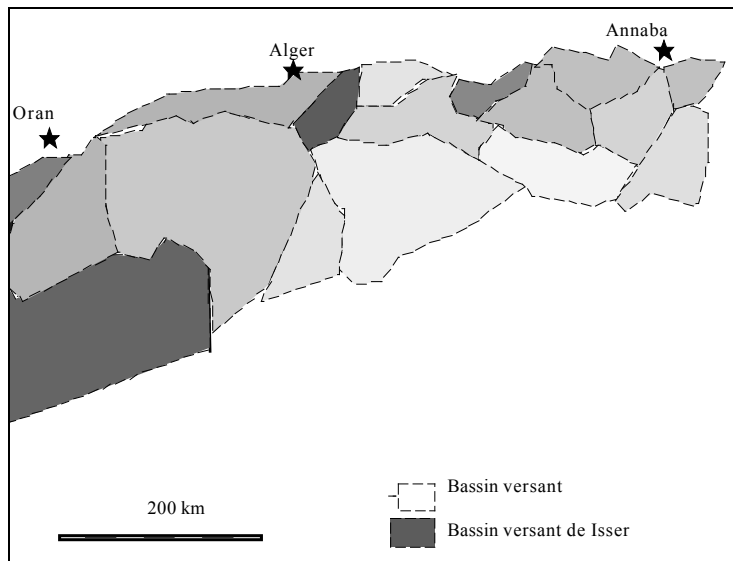 Annaba
Alger
Oran
200 km
Bassin versant
Bassin versant de Isser